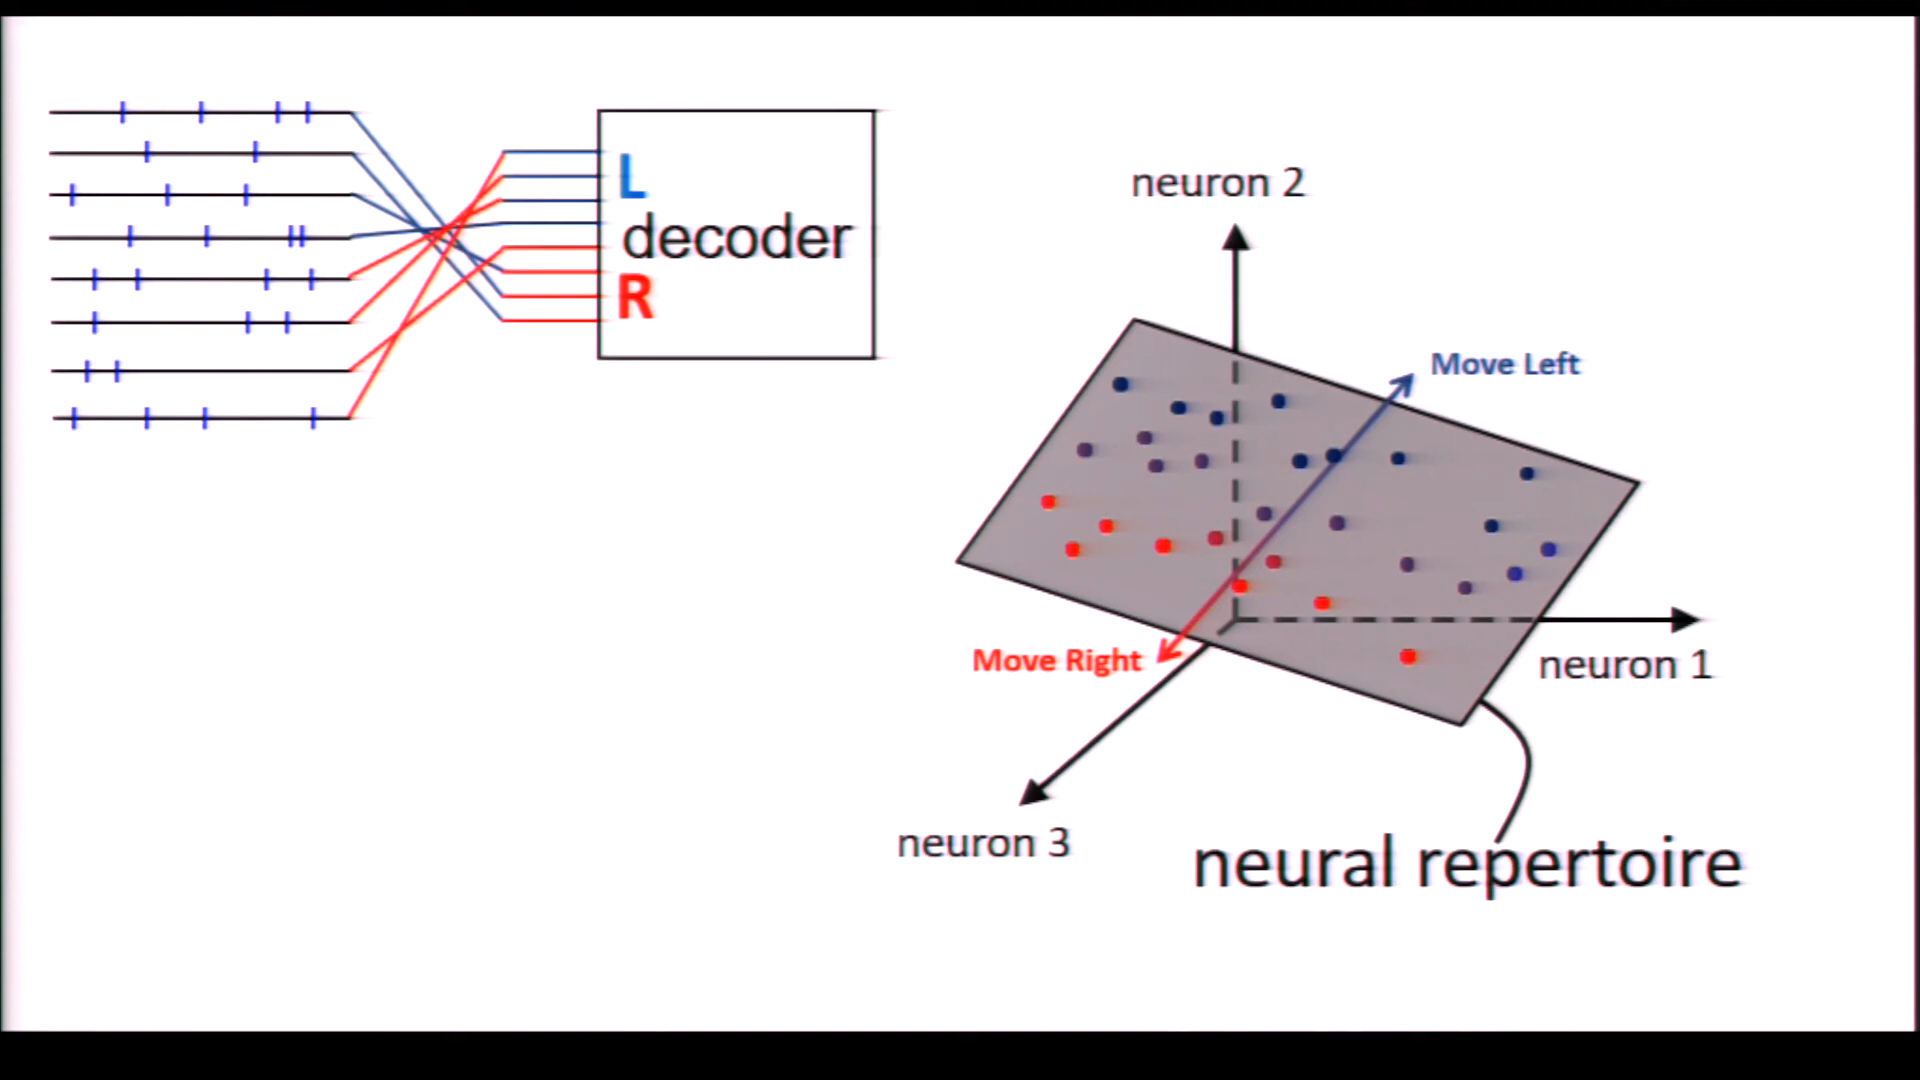 L
decoder
R
neuron 2
Move Left
Move Right
neuron 1
neuron 3
neural repertoire